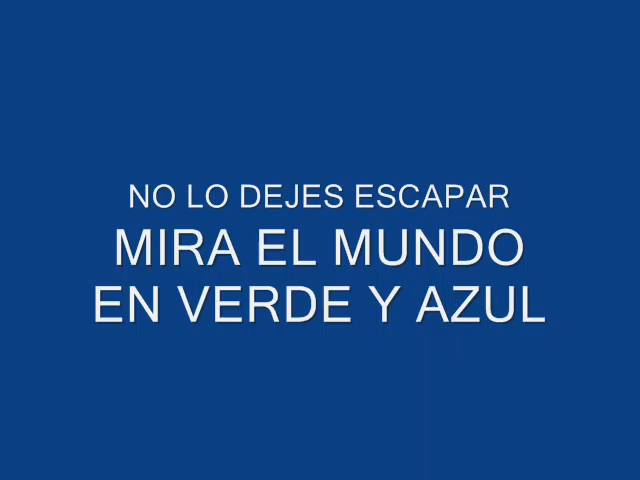 NO LO DEJES ESCAPAR
MIRA EL MUNDO
EN VERDE Y AZUL